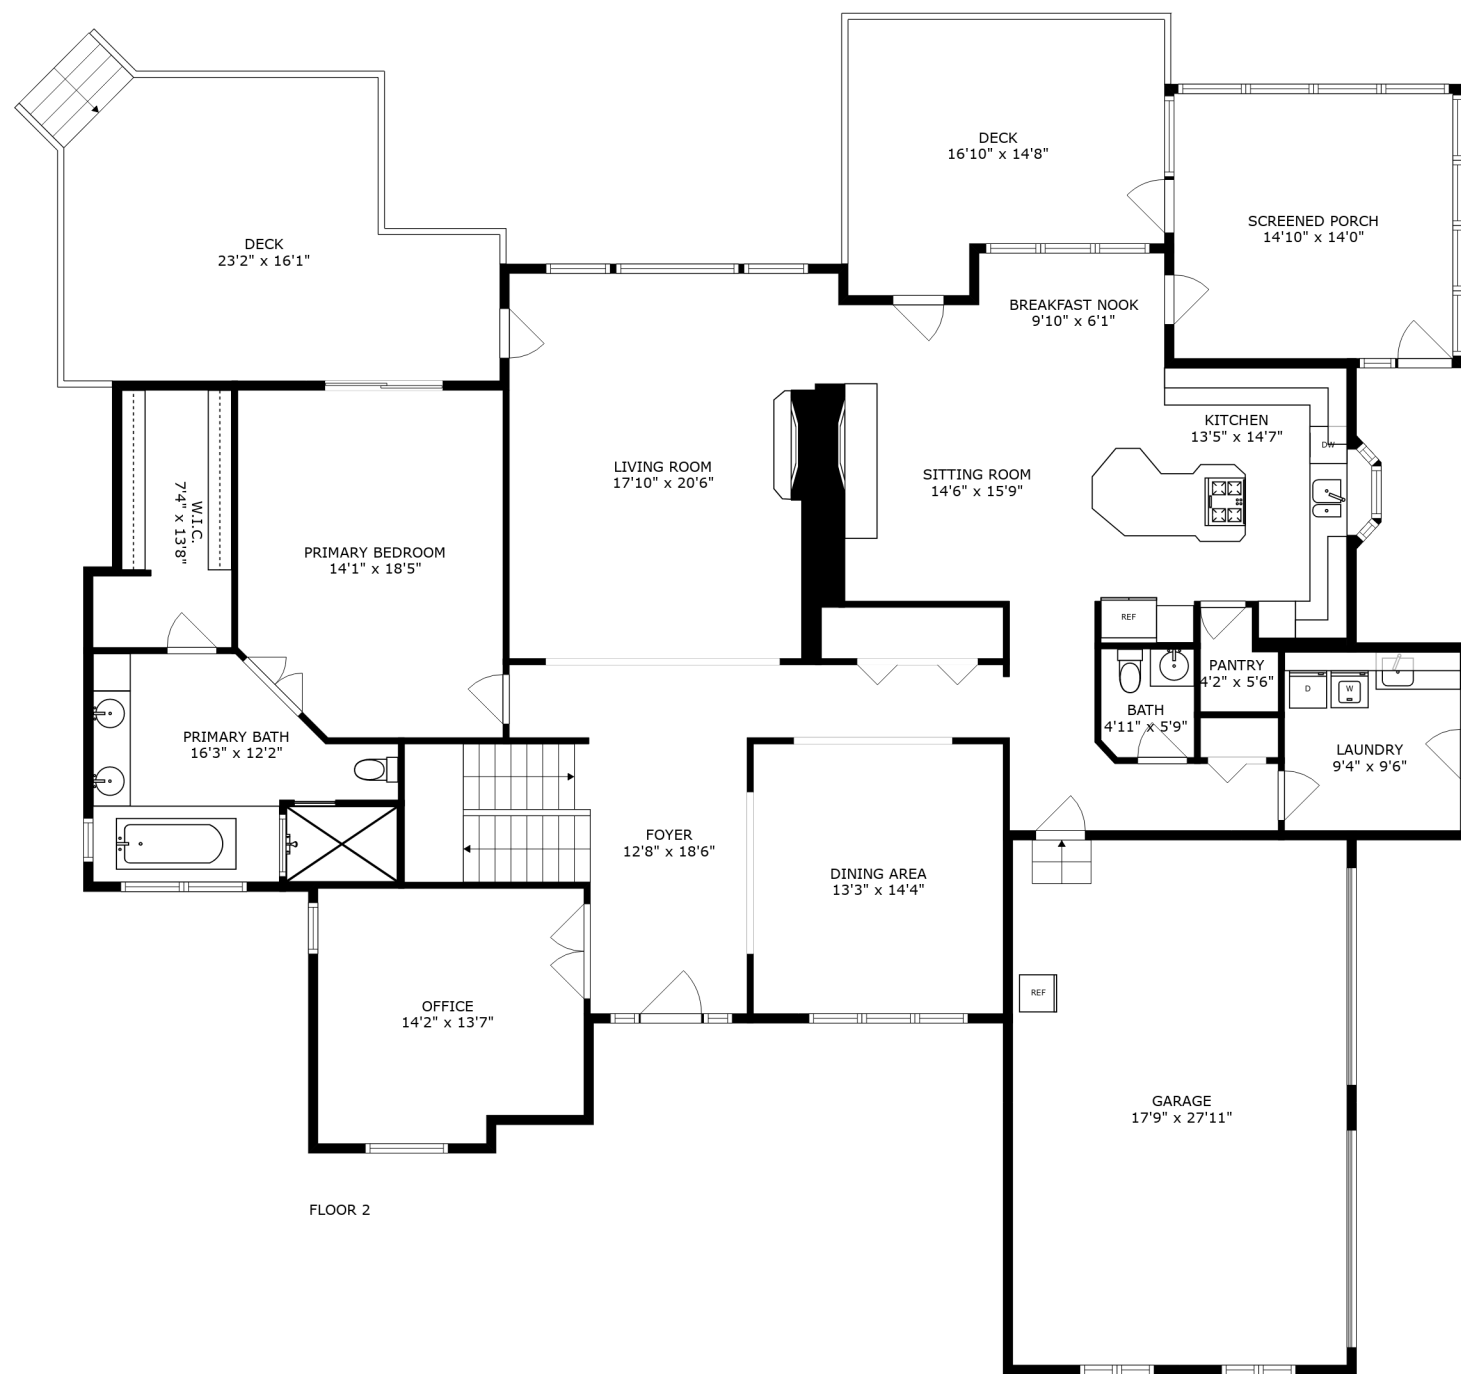 DECK
16'10" x 14'8"
SCREENED PORCH
14'10" x 14'0"
DECK
23'2" x 16'1"
BREAKFAST NOOK
9'10" x 6'1"
KITCHEN
13'5" x 14'7"
DW
LIVING ROOM
17'10" x 20'6"
SITTING ROOM
14'6" x 15'9"
W.I.C.
7'4" x 13'8"
PRIMARY BEDROOM
14'1" x 18'5"
REF
PANTRY
4'2" x 5'6"
D
W
BATH
4'11" x 5'9"
PRIMARY BATH
16'3" x 12'2"
LAUNDRY
9'4" x 9'6"
FOYER
12'8" x 18'6"
DINING AREA
13'3" x 14'4"
REF
OFFICE
14'2" x 13'7"
GARAGE
17'9" x 27'11"
FLOOR 2